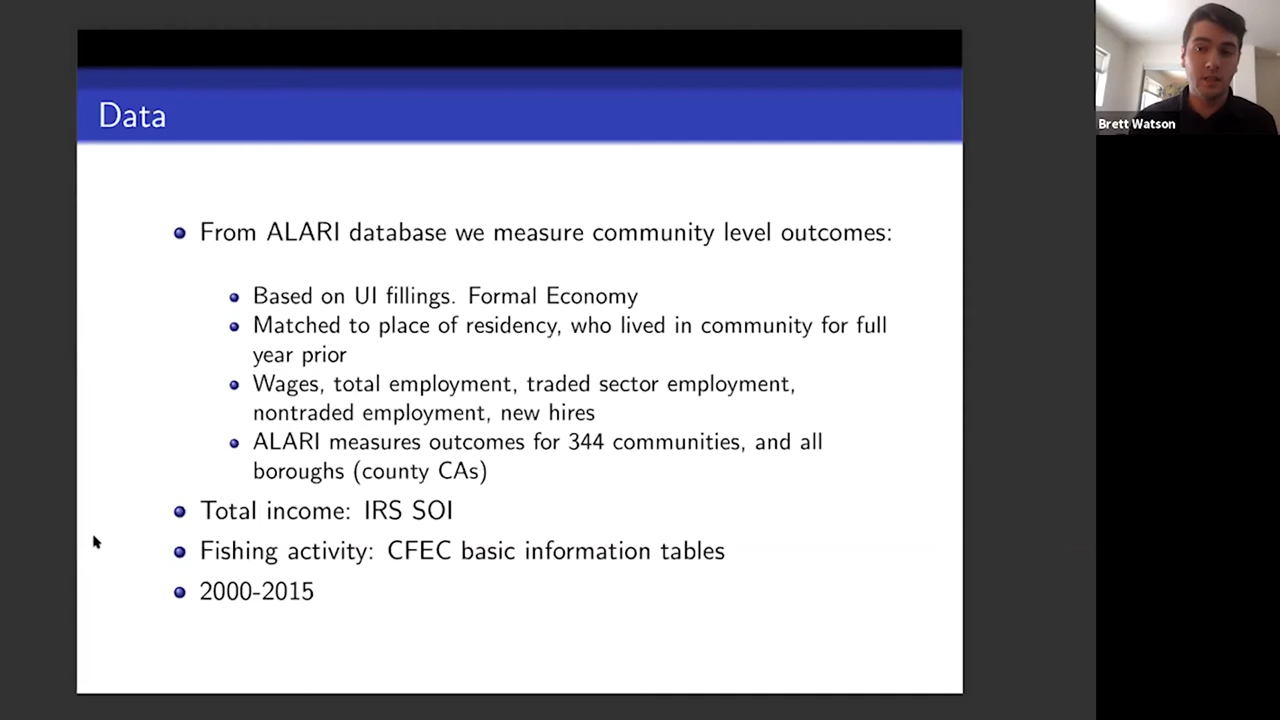 Data
From ALARI database we measure community level outcomes:
Based on UI fillings. Formal Economy
Matched to place of residency, who lived in community for full
year prior
Wages, total employment, traded sector employment,
nontraded employment, new hires
ALARI measures outcomes for 344 communities, and all
boroughs (county CAs)
Total income: IRS SOI
Fishing activity: CFEC basic information tables
2000-2015
Brett Watson